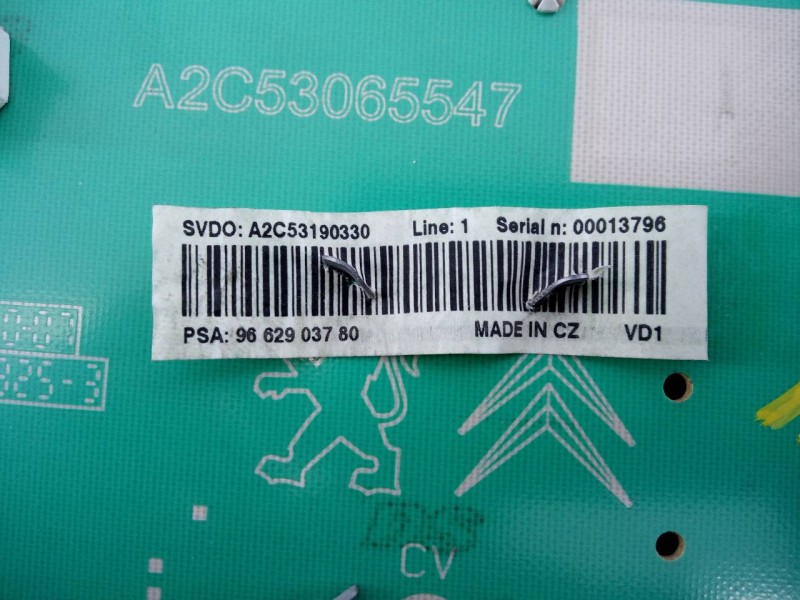 A2C53065547
SVDO: A2C53190330 Line: 1 Serial n: 00013796
PSA: 96 629 037 80 MADE IN CZ VD1
CV